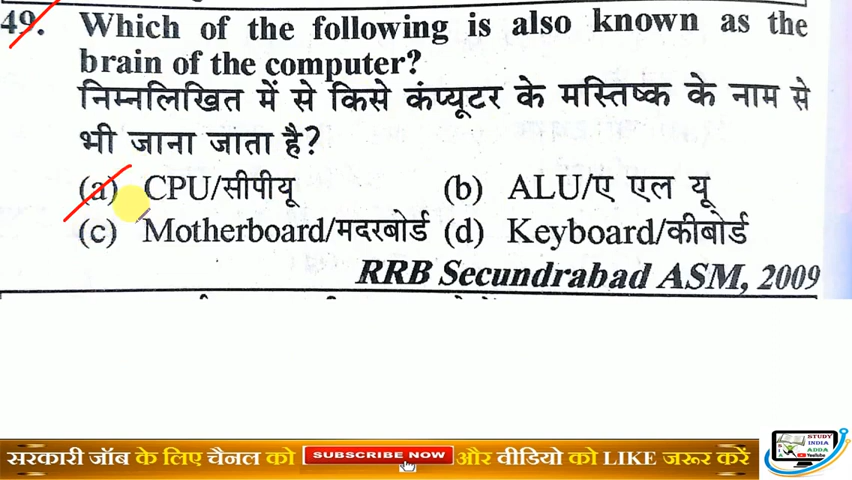 49. Which of the following is also known as the
brain of the computer?
निम्नलिखित में से किसे कंप्यूटर के मस्तिष्क के नाम से
भी जाना जाता है?
(a) CPU/सीपीयू (b) ALU/ए एल यू
(c) Motherboard/मदरबोर्ड (d) Keyboard/कीबोर्ड
RRB Secundrabad ASM, 2009
सरकारी जॉब के लिए चैनल को SUBSCRIBE NOW और वीडियो को LIKE जरूर करें
STUDY
INDIA
ADDA
YouTube